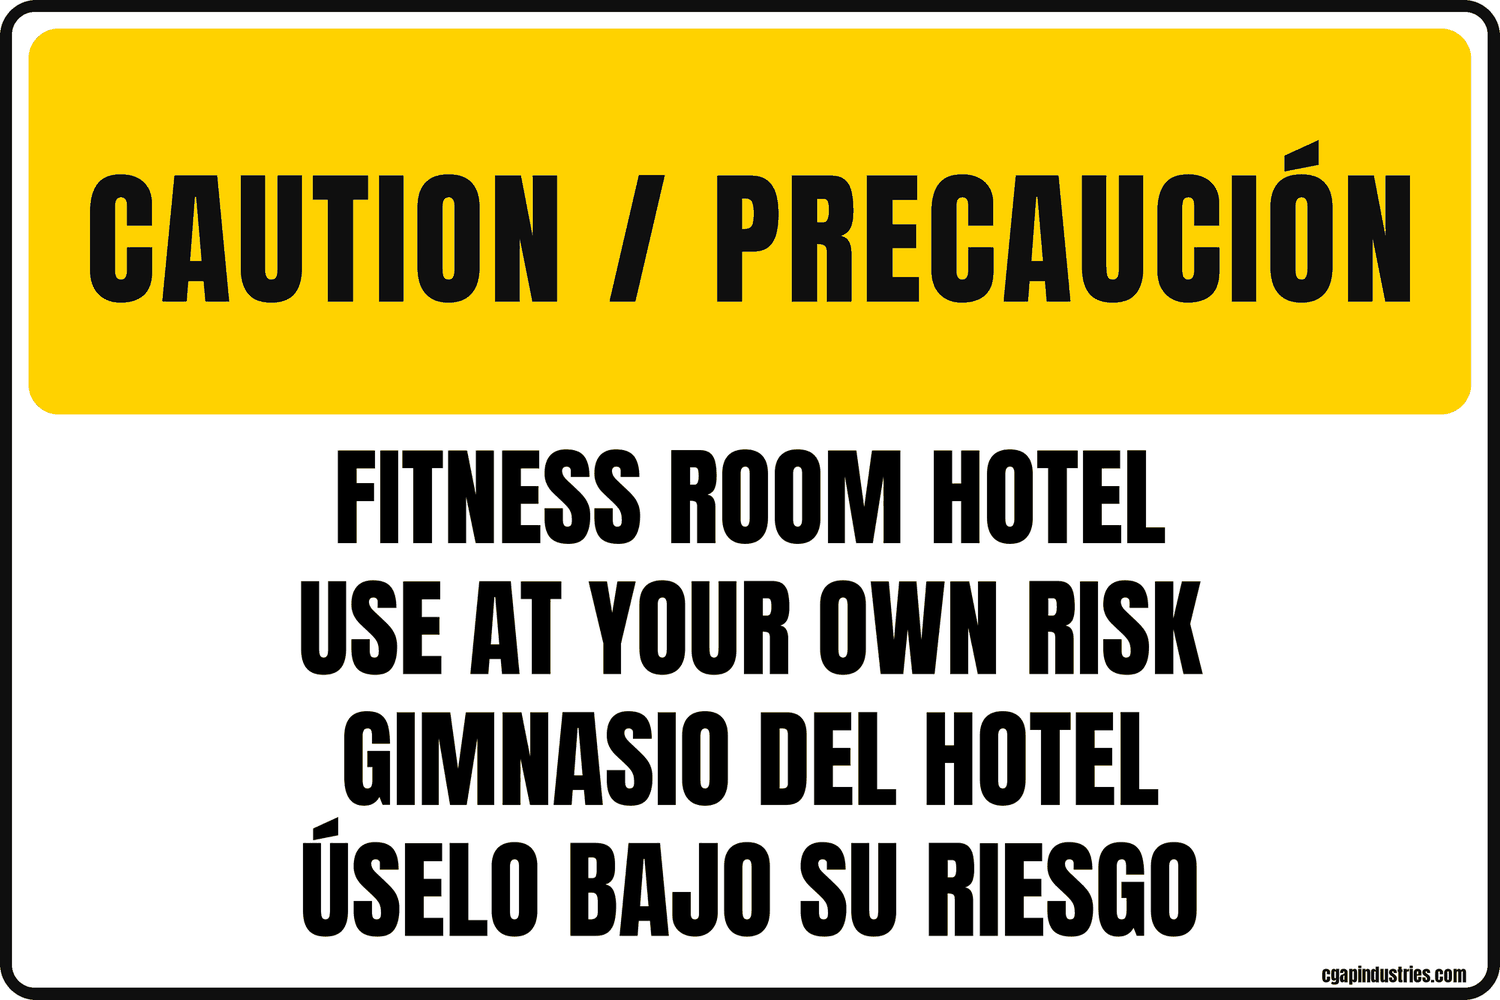 CAUTION / PRECAUCIÓN
FITNESS ROOM HOTEL
USE AT YOUR OWN RISK
GIMNASIO DEL HOTEL
ÚSELO BAJO SU RIESGO
cgapindustries.com